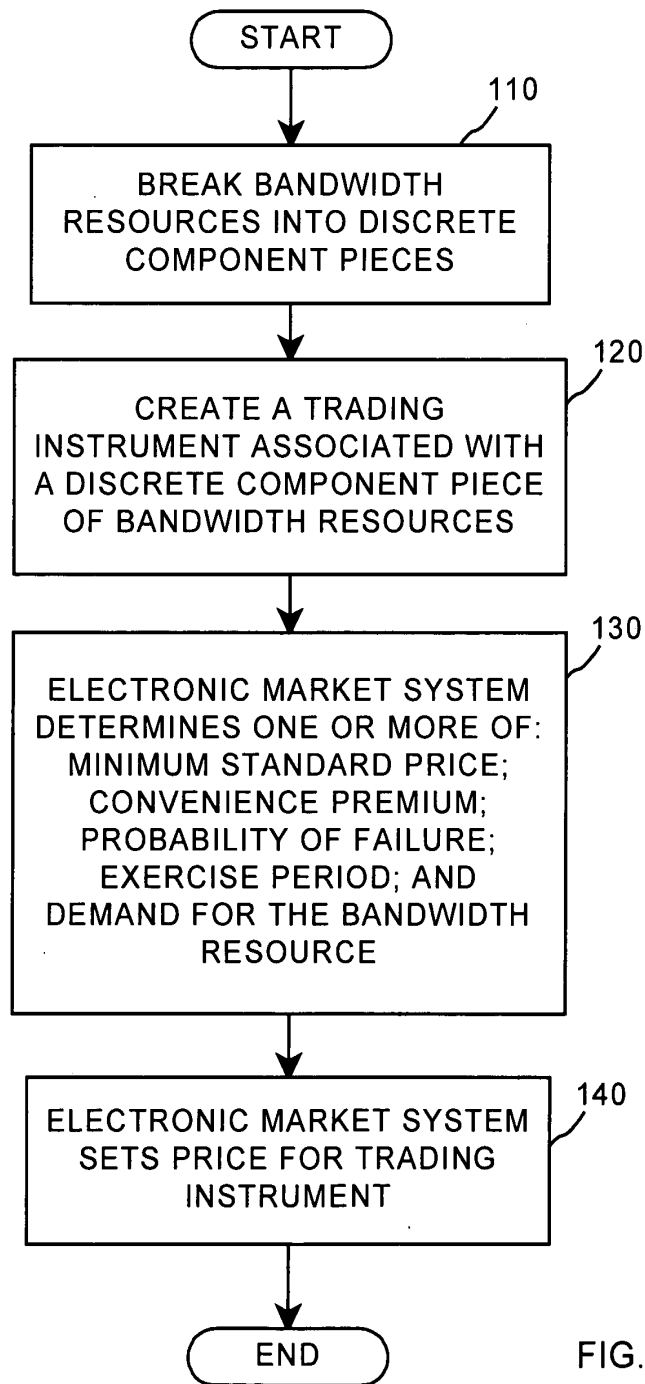 START
110
BREAK BANDWIDTH
RESOURCES INTO DISCRETE
COMPONENT PIECES
120
CREATE A TRADING
INSTRUMENT ASSOCIATED WITH
A DISCRETE COMPONENT PIECE
OF BANDWIDTH RESOURCES
130
ELECTRONIC MARKET SYSTEM
DETERMINES ONE OR MORE OF:
MINIMUM STANDARD PRICE;
CONVENIENCE PREMIUM;
PROBABILITY OF FAILURE;
EXERCISE PERIOD; AND
DEMAND FOR THE BANDWIDTH
RESOURCE
140
ELECTRONIC MARKET SYSTEM
SETS PRICE FOR TRADING
INSTRUMENT
END
FIG.